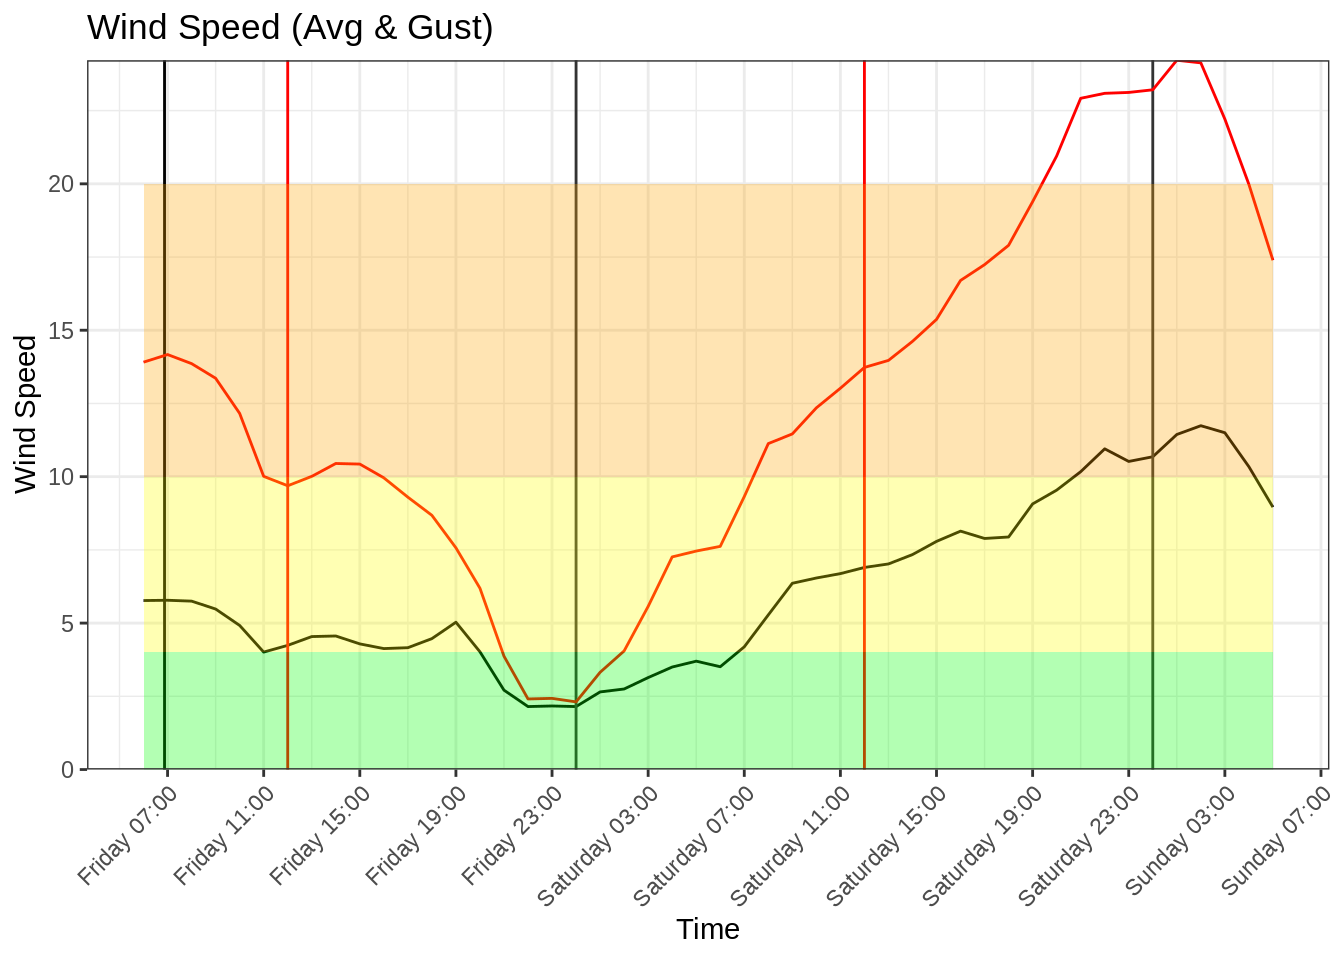 Wind Speed (Avg & Gust)
Wind Speed
20
15
10
5
0
Friday 07:00
Friday 11:00
Friday 15:00
Friday 19:00
Friday 23:00
Saturday 03:00
Saturday 07:00
Saturday 11:00
Saturday 15:00
Saturday 19:00
Saturday 23:00
Sunday 03:00
Sunday 07:00
Time